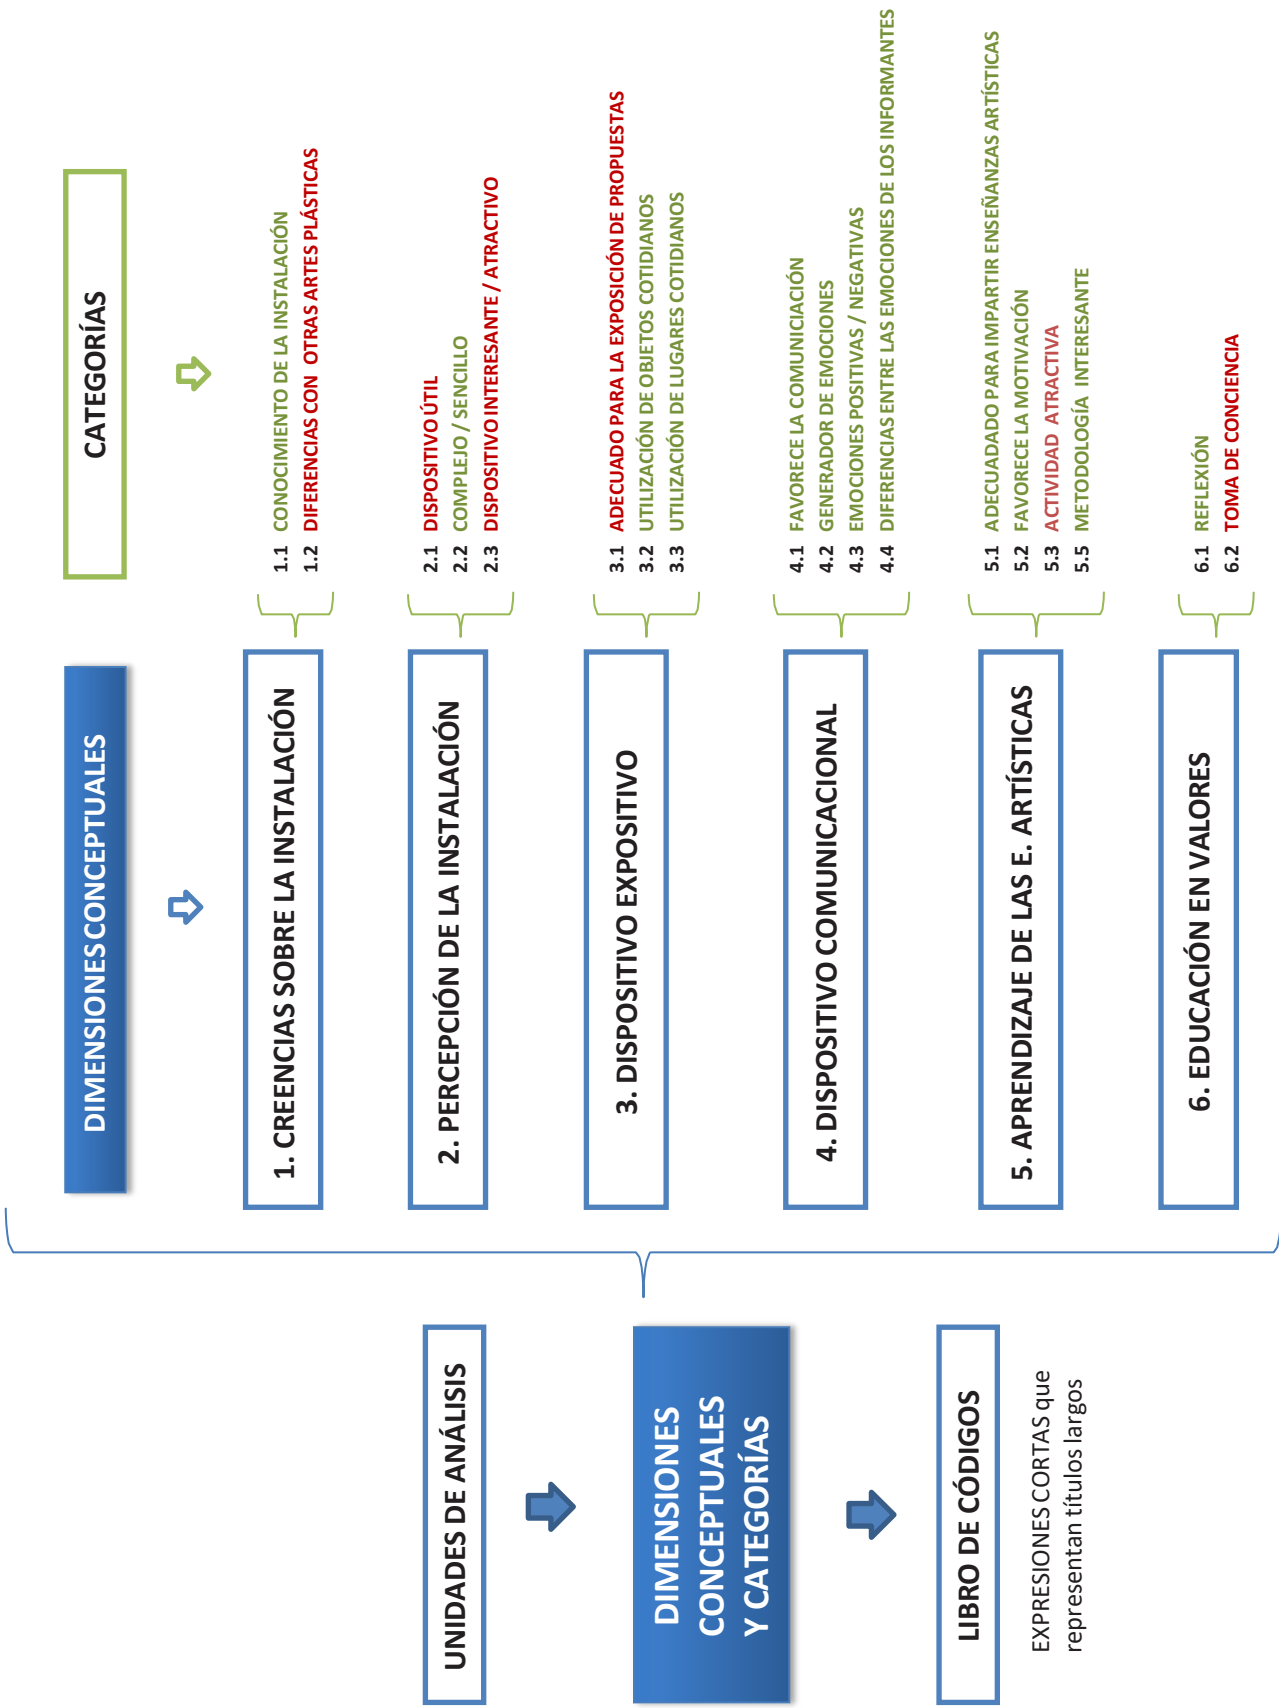 UNIDADES DE ANÁLISIS
DIMENSIONES
CONCEPTUALES
Y CATEGORÍAS
LIBRO DE CÓDIGOS
EXPRESIONES CORTAS que
representan títulos largos
DIMENSIONES CONCEPTUALES
CATEGORÍAS
1. CREENCIAS SOBRE LA INSTALACIÓN
1.1 CONOCIMIENTO DE LA INSTALACIÓN
1.2 DIFERENCIAS CON OTRAS ARTES PLÁSTICAS
2. PERCEPCIÓN DE LA INSTALACIÓN
2.1 DISPOSITIVO ÚTIL
2.2 COMPLEJO / SENCILLO
2.3 DISPOSITIVO INTERESANTE / ATRACTIVO
3. DISPOSITIVO EXPOSITIVO
3.1 ADECUADO PARA LA EXPOSICIÓN DE PROPUESTAS
3.2 UTILIZACIÓN DE OBJETOS COTIDIANOS
3.3 UTILIZACIÓN DE LUGARES COTIDIANOS
4. DISPOSITIVO COMUNICACIONAL
4.1 FAVORECE LA COMUNICIACIÓN
4.2 GENERADOR DE EMOCIONES
4.3 EMOCIONES POSITIVAS / NEGATIVAS
4.4 DIFERENCIAS ENTRE LAS EMOCIONES DE LOS INFORMANTES
5. APRENDIZAJE DE LAS E. ARTÍSTICAS
5.1 ADECUADADO PARA IMPARTIR ENSEÑANZAS ARTÍSTICAS
5.2 FAVORECE LA MOTIVACIÓN
5.3 ACTIVIDAD ATRACTIVA
5.5 METODOLOGÍA INTERESANTE
6. EDUCACIÓN EN VALORES
6.1 REFLEXIÓN
6.2 TOMA DE CONCIENCIA